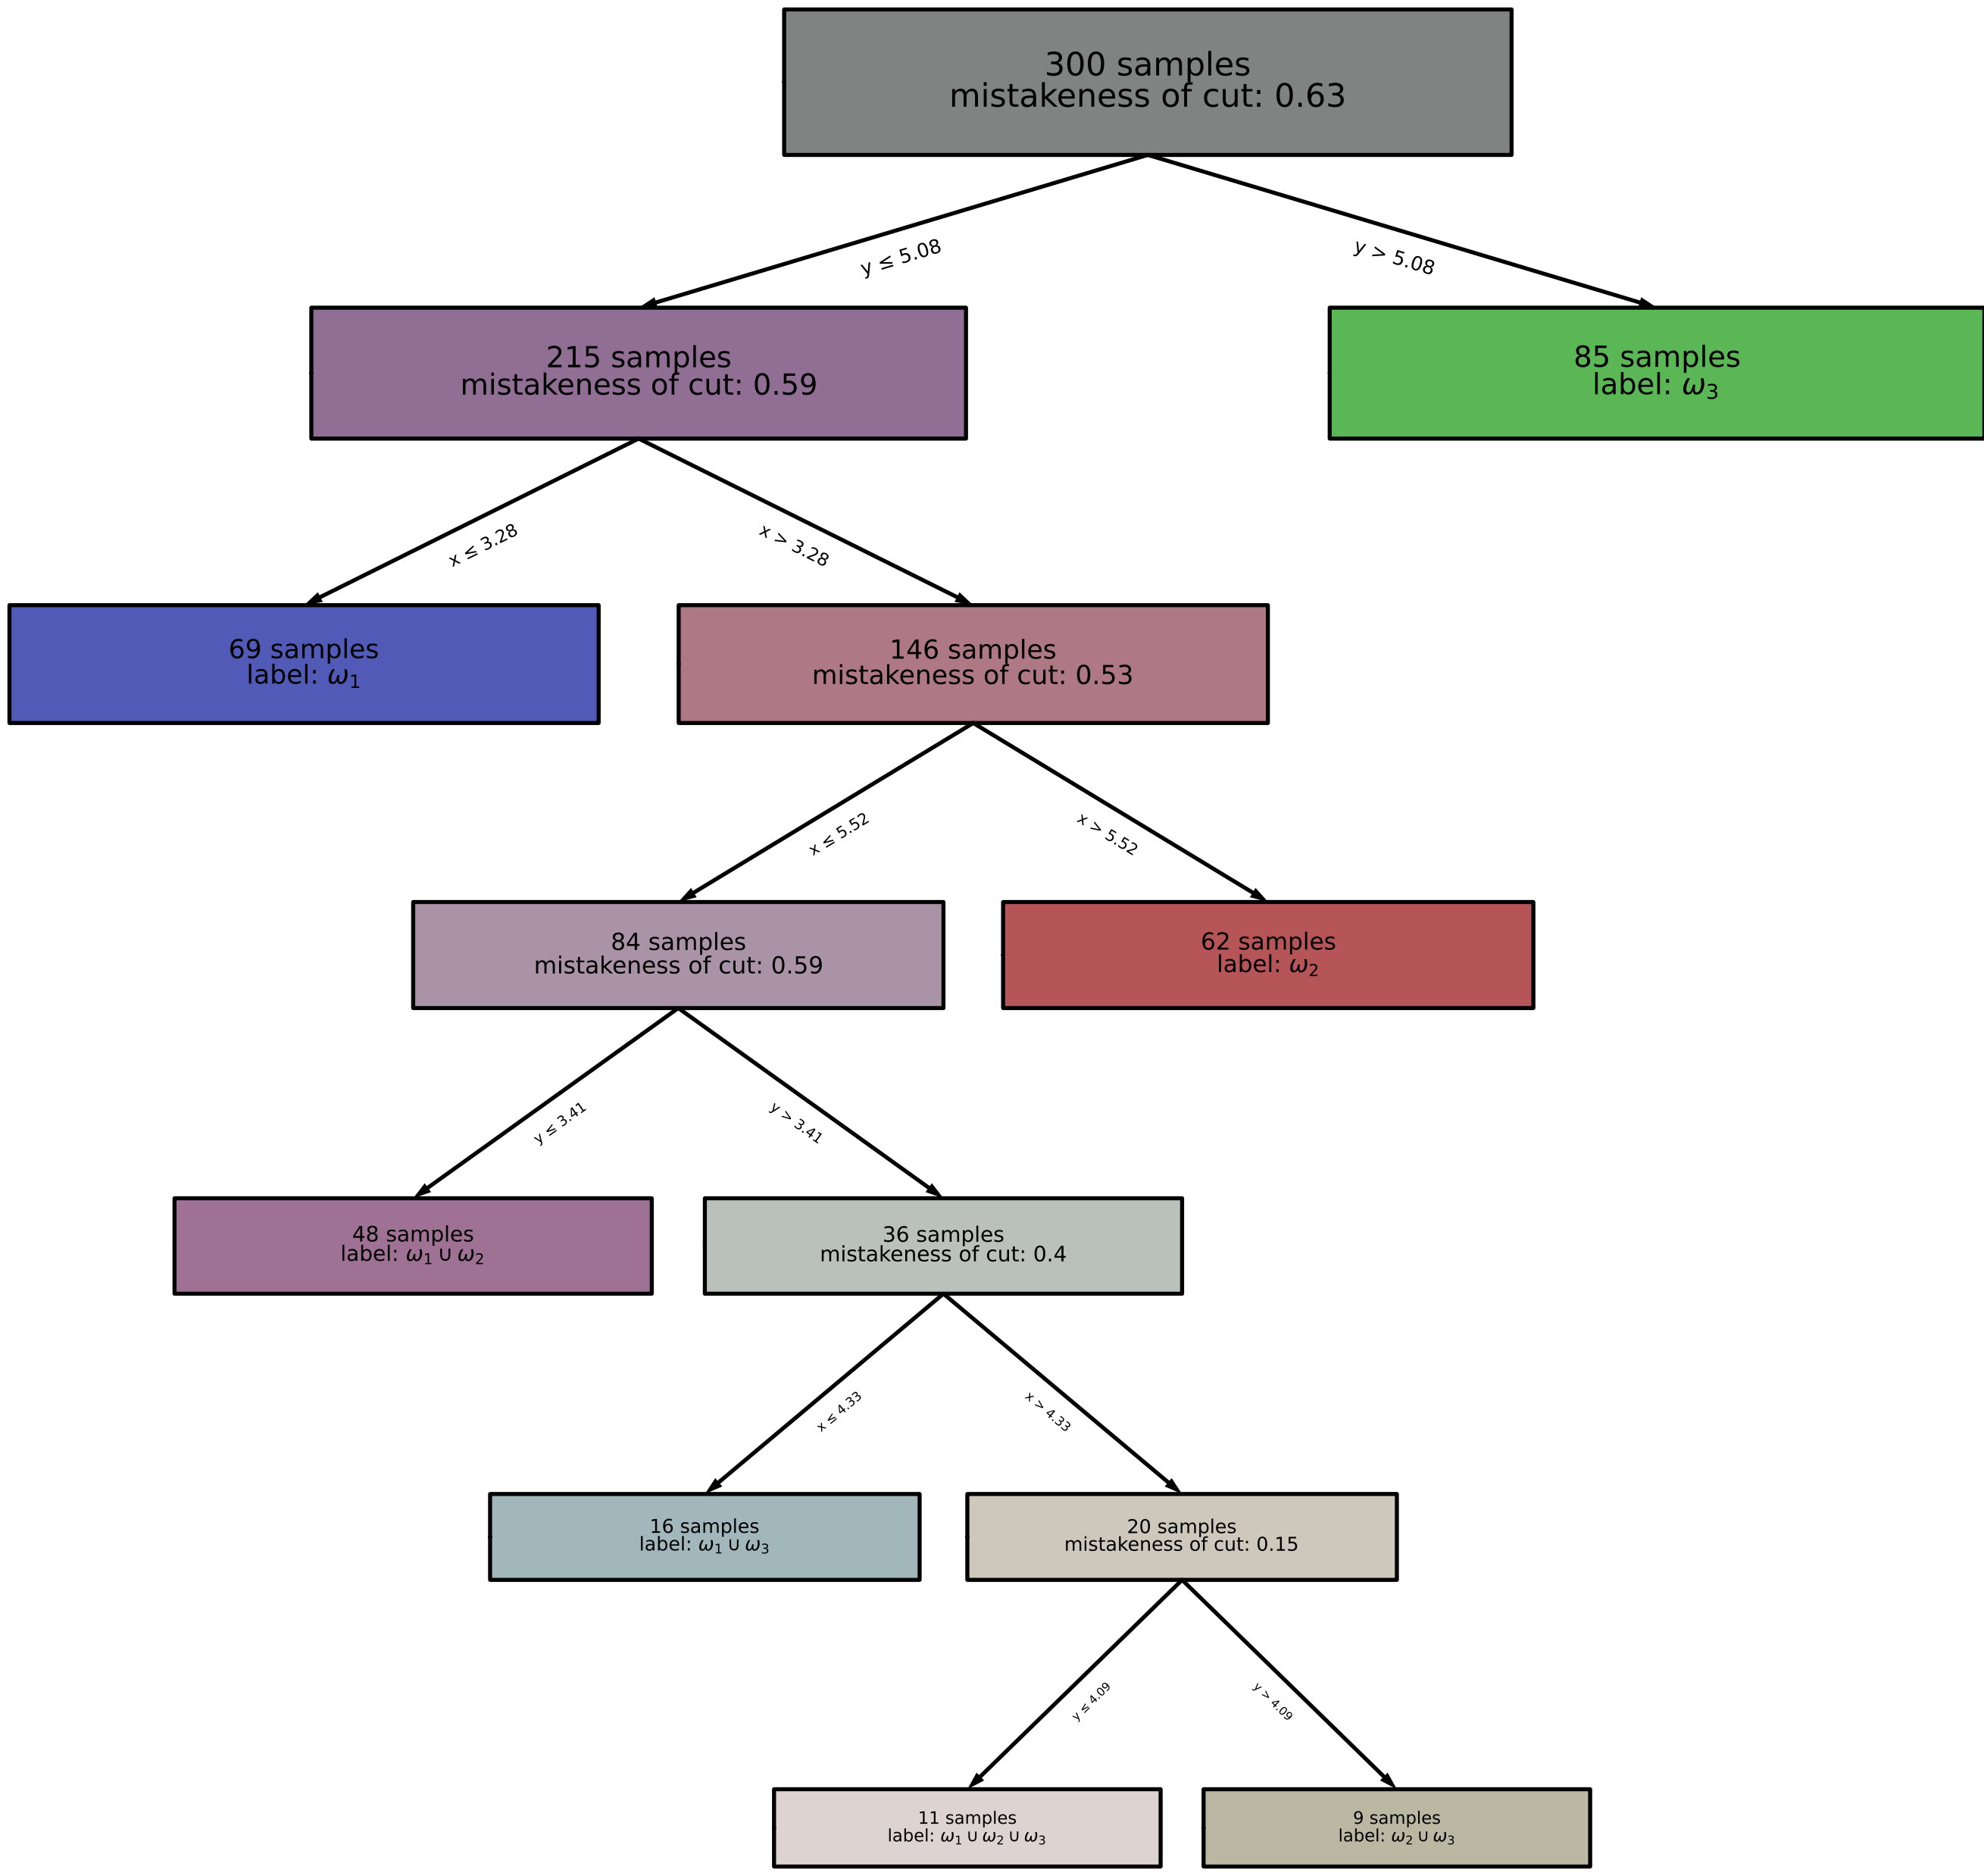 300 samples
mistakeness of cut: 0.63
y ≤ 5.08
y > 5.08
215 samples
mistakeness of cut: 0.59
85 samples
label: ω₃
x ≤ 3.28
x > 3.28
69 samples
label: ω₁
146 samples
mistakeness of cut: 0.53
x ≤ 5.52
x > 5.52
84 samples
mistakeness of cut: 0.59
62 samples
label: ω₂
y ≤ 3.41
y > 3.41
48 samples
label: ω₁ ∪ ω₂
36 samples
mistakeness of cut: 0.4
x ≤ 4.33
x > 4.33
16 samples
label: ω₁ ∪ ω₃
20 samples
mistakeness of cut: 0.15
y ≤ 4.09
y > 4.09
11 samples
label: ω₁ ∪ ω₂ ∪ ω₃
9 samples
label: ω₂ ∪ ω₃